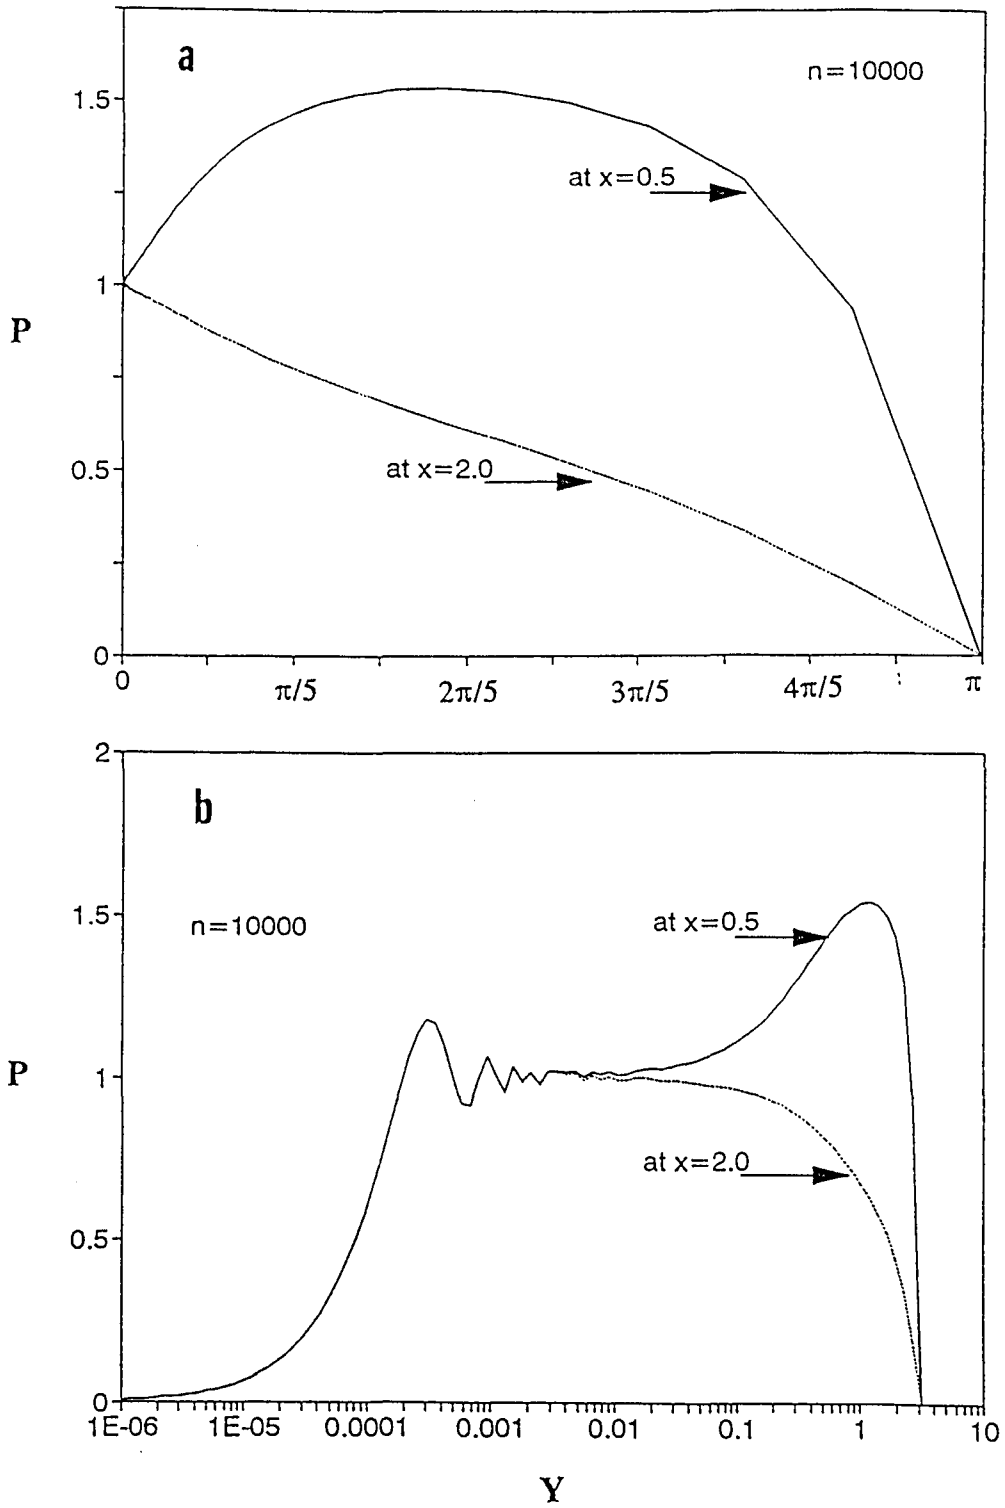 a
n=10000
1.5
at x=0.5
1
P
at x=2.0
0.5
0
0 π/5 2π/5 3π/5 4π/5 π
2
b
1.5
n=10000
at x=0.5
P
1
at x=2.0
0.5
0
1E-06 1E-05 0.0001 0.001 0.01 0.1 1 10
Y